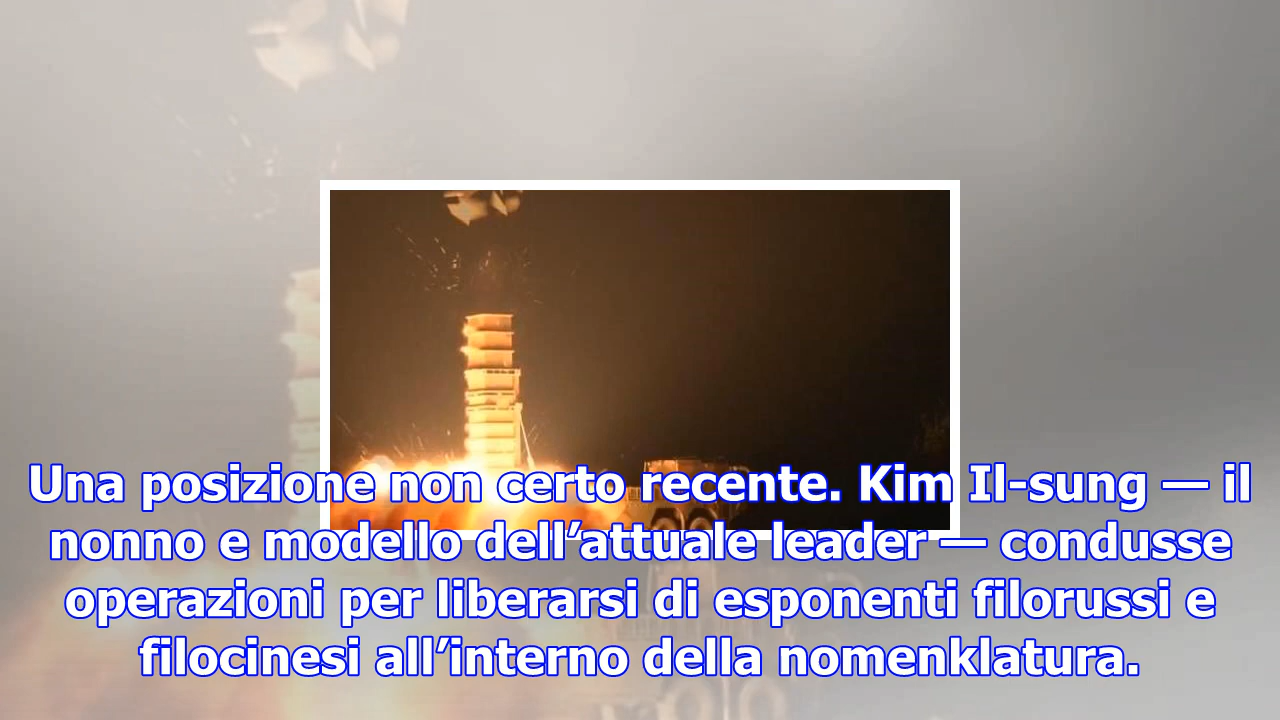 Una posizione non certo recente. Kim Il-sung — il
nonno e modello dell’attuale leader — condusse
operazioni per liberarsi di esponenti filorussi e
filocinesi all’interno della nomenklatura.